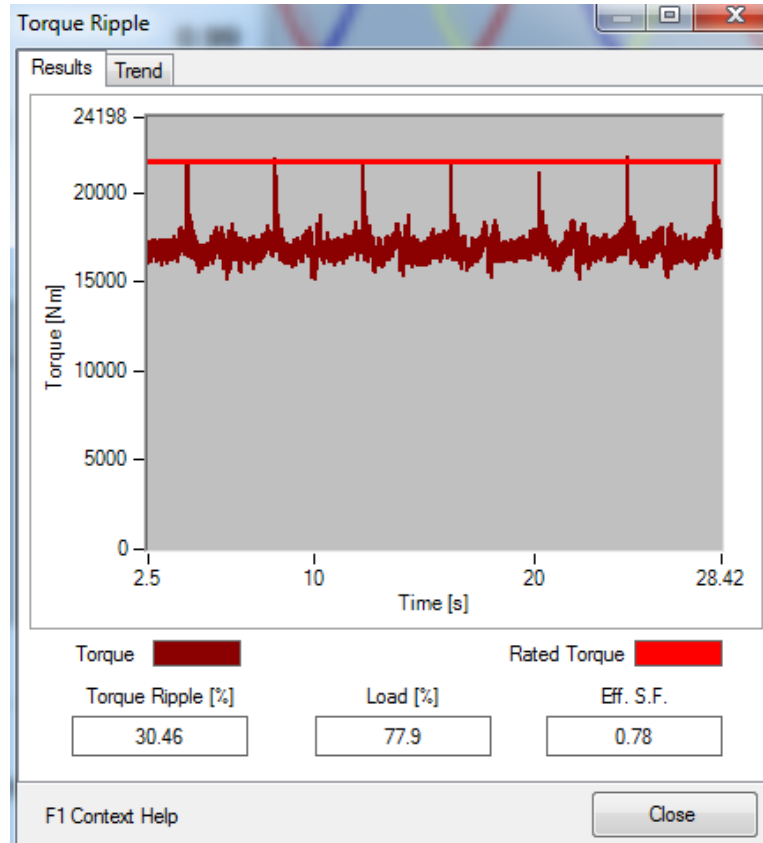 Torque Ripple
Results Trend
24198
20000
15000
10000
5000
0
Torque [Nm]
2.5 10 20 28.42
Time [s]
Torque Rated Torque
Torque Ripple [%] Load [%] Eff. S.F.
30.46 77.9 0.78
F1 Context Help Close